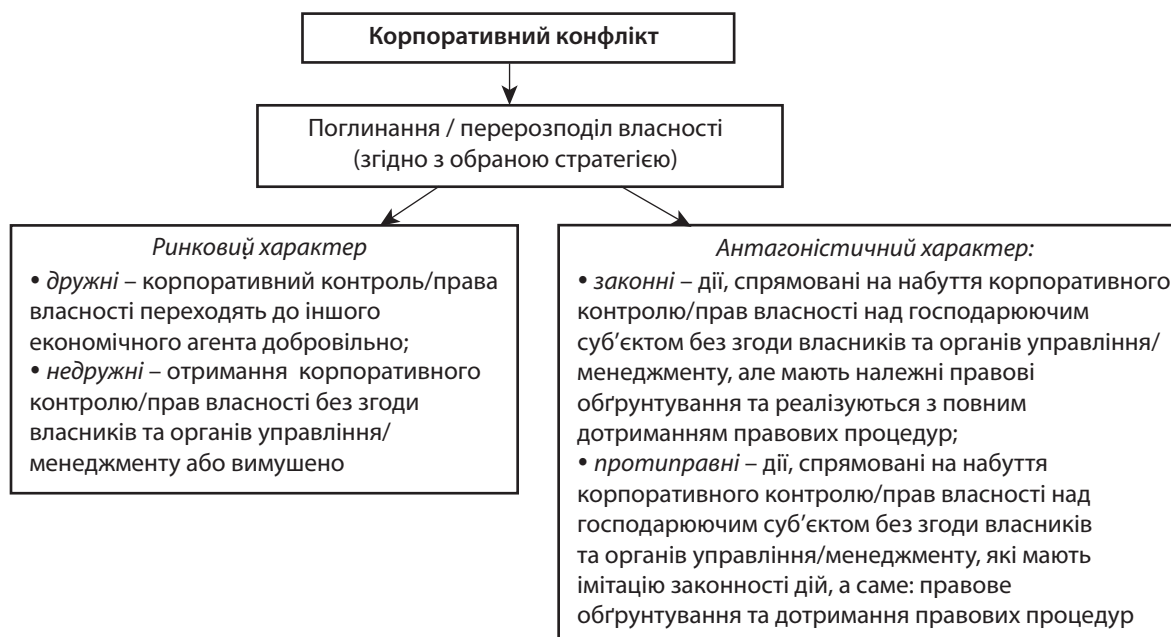 Корпоративний конфлікт
Поглинання / перерозподіл власності
(згідно з обраною стратегією)
Ринковий характер
• дружні – корпоративний контроль/права
власності переходять до іншого
економічного агента добровільно;
• недружні – отримання корпоративного
контролю/прав власності без згоди
власників та органів управління/
менеджменту або вимушено
Антагоністичний характер:
• законні – дії, спрямовані на набуття корпоративного
контролю/прав власності над господарюючим
суб’єктом без згоди власників та органів управління/
менеджменту, але мають належні правові
обґрунтування та реалізуються з повним
дотриманням правових процедур;
• протиправні – дії, спрямовані на набуття
корпоративного контролю/прав власності над
господарюючим суб’єктом без згоди власників
та органів управління/менеджменту, які мають
імітацію законності дій, а саме: правове
обґрунтування та дотримання правових процедур